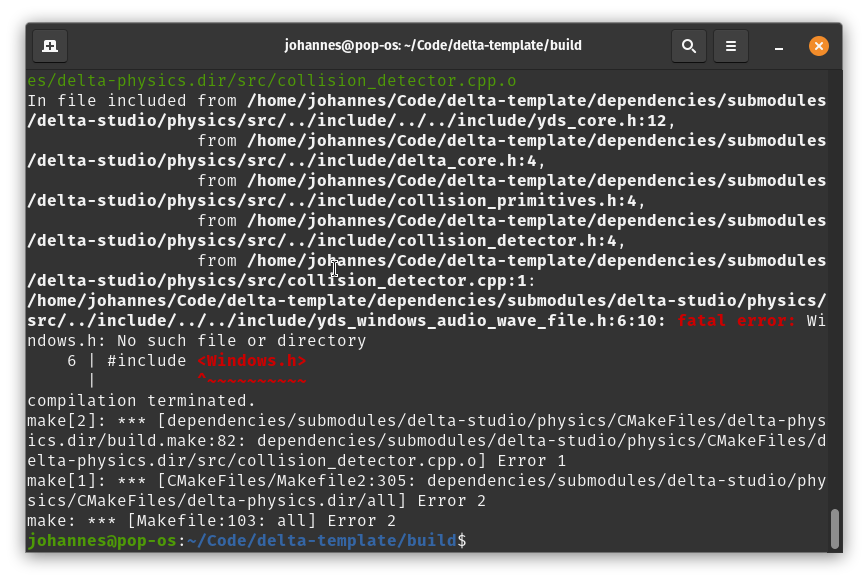 johannes@pop-os: ~/Code/delta-template/build
es/delta-physics.dir/src/collision_detector.cpp.o
In file included from /home/johannes/Code/delta-template/dependencies/submodules
/delta-studio/physics/src/../include/../../include/yds_core.h:12,
                 from /home/johannes/Code/delta-template/dependencies/submodules
/delta-studio/physics/src/../include/delta_core.h:4,
                 from /home/johannes/Code/delta-template/dependencies/submodules
/delta-studio/physics/src/../include/collision_primitives.h:4,
                 from /home/johannes/Code/delta-template/dependencies/submodules
/delta-studio/physics/src/../include/collision_detector.h:4,
                 from /home/johannes/Code/delta-template/dependencies/submodules
/delta-studio/physics/src/collision_detector.cpp:1:
/home/johannes/Code/delta-template/dependencies/submodules/delta-studio/physics/
src/../include/../../include/yds_windows_audio_wave_file.h:6:10: fatal error: Wi
ndows.h: No such file or directory
    6 | #include <Windows.h>
      |          ^~~~~~~~~~~
compilation terminated.
make[2]: *** [dependencies/submodules/delta-studio/physics/CMakeFiles/delta-phys
ics.dir/build.make:82: dependencies/submodules/delta-studio/physics/CMakeFiles/d
elta-physics.dir/src/collision_detector.cpp.o] Error 1
make[1]: *** [CMakeFiles/Makefile2:305: dependencies/submodules/delta-studio/phy
sics/CMakeFiles/delta-physics.dir/all] Error 2
make: *** [Makefile:103: all] Error 2
johannes@pop-os:~/Code/delta-template/build$